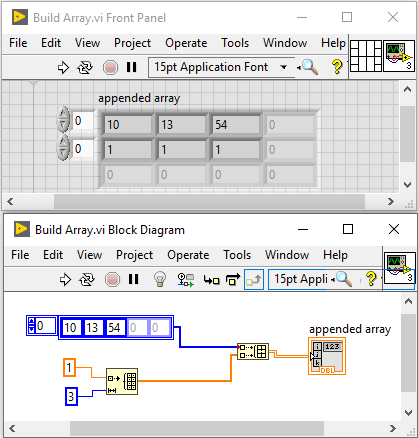 Build Array.vi Front Panel
File Edit View Project Operate Tools Window Help
15pt Application Font ? 3
appended array
0 10 13 54 0
0 1 1 1 0
0 0 0 0
Build Array.vi Block Diagram
File Edit View Project Operate Tools Window Help
15pt Appli ? 3
0 10 13 54 0 0
appended array
i 123
j
k
DBL
1
3